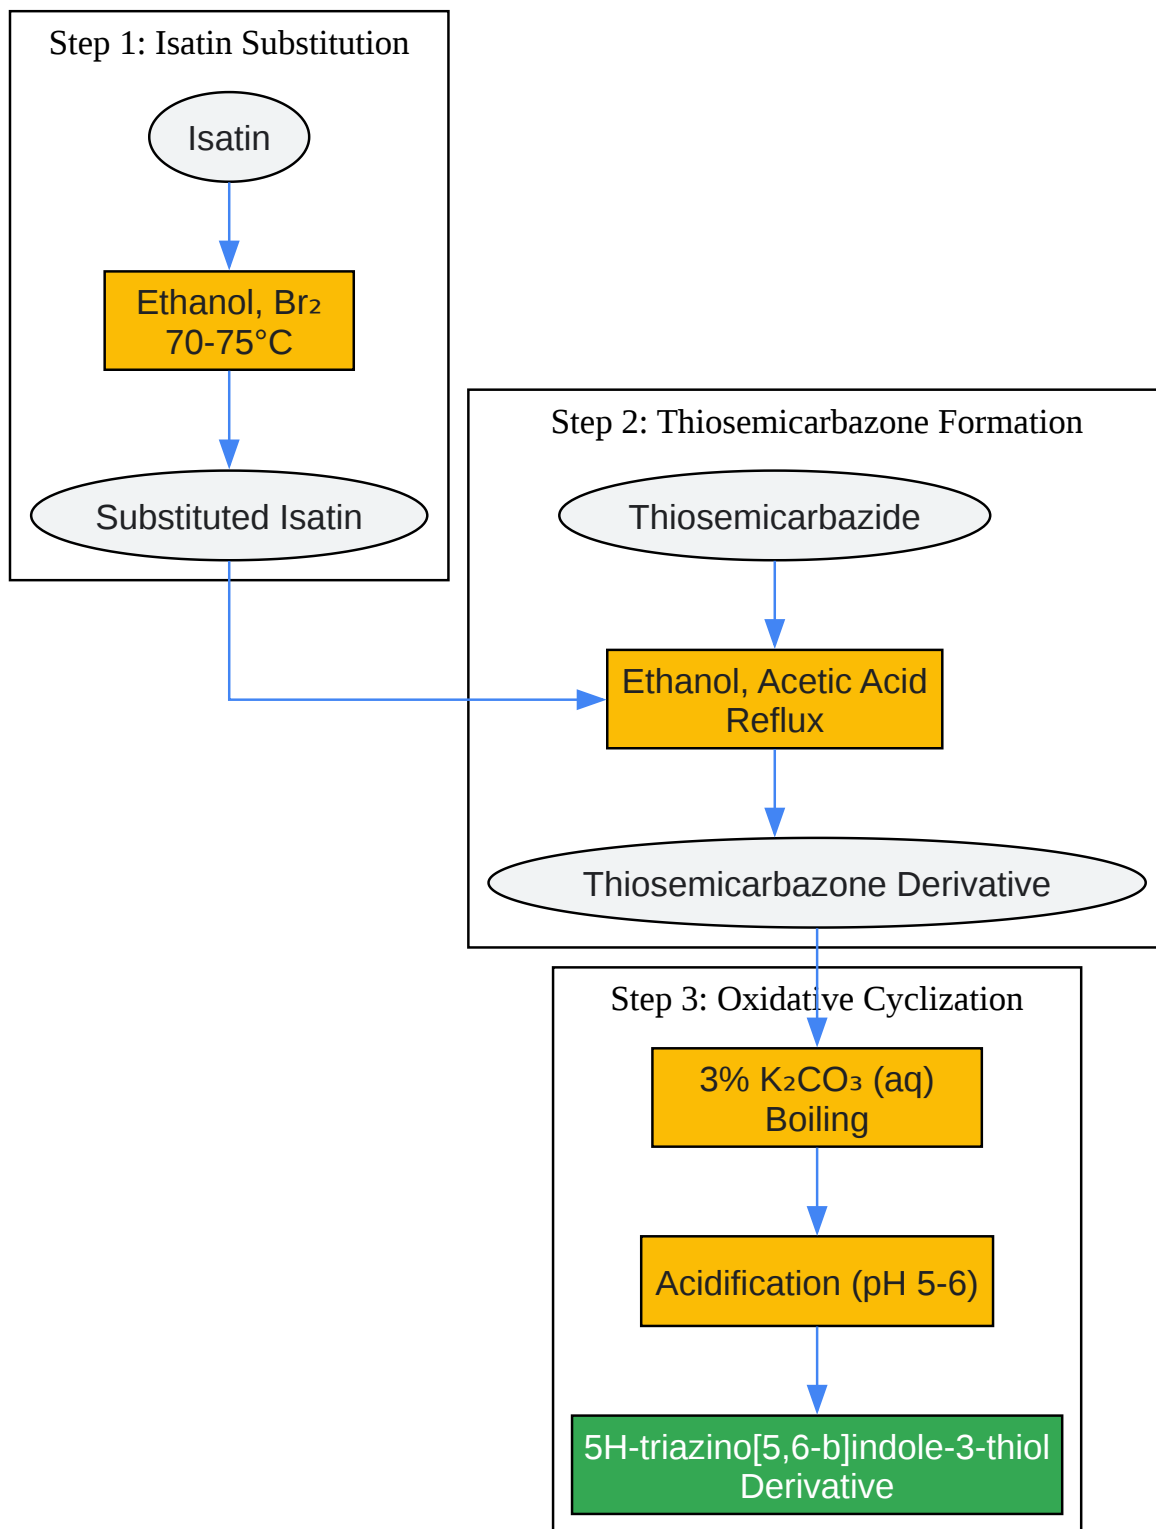 Step 1: Isatin Substitution
Isatin
Ethanol, Br₂
70-75°C
Substituted Isatin
Step 2: Thiosemicarbazone Formation
Thiosemicarbazide
Ethanol, Acetic Acid
Reflux
Thiosemicarbazone Derivative
Step 3: Oxidative Cyclization
3% K₂CO₃ (aq)
Boiling
Acidification (pH 5-6)
5H-triazino[5,6-b]indole-3-thiol
Derivative